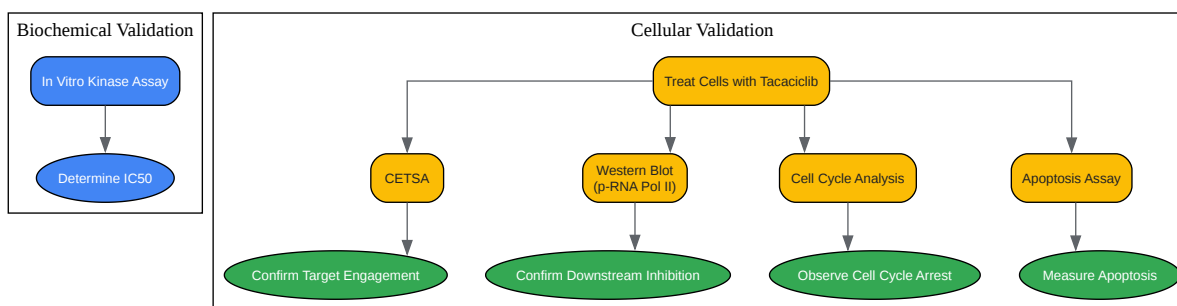 Biochemical Validation
In Vitro Kinase Assay
Determine IC50
Cellular Validation
Treat Cells with Tacaciclib
CETSA
Western Blot
(p-RNA Pol II)
Cell Cycle Analysis
Apoptosis Assay
Confirm Target Engagement
Confirm Downstream Inhibition
Observe Cell Cycle Arrest
Measure Apoptosis